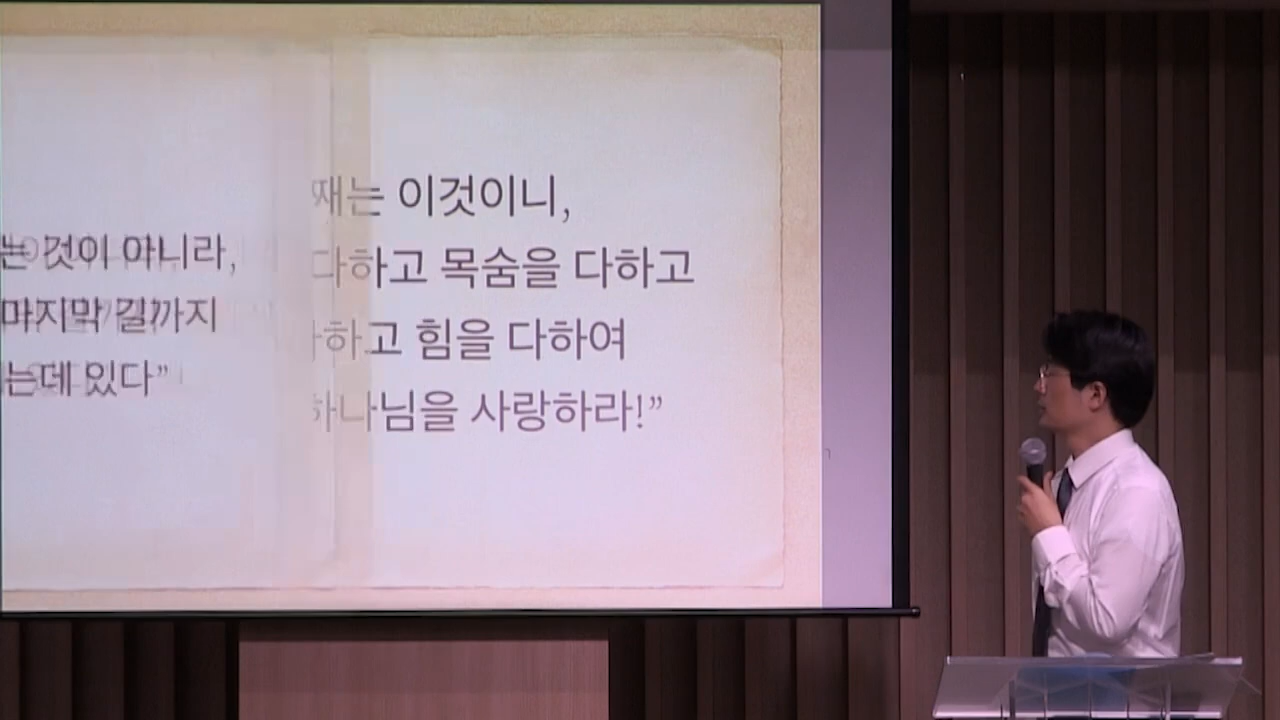 는 것이 아니라,
마지막 길까지
는데 있다”
째는 이것이니,
다하고 목숨을 다하고
하고 힘을 다하여
하나님을 사랑하라!”